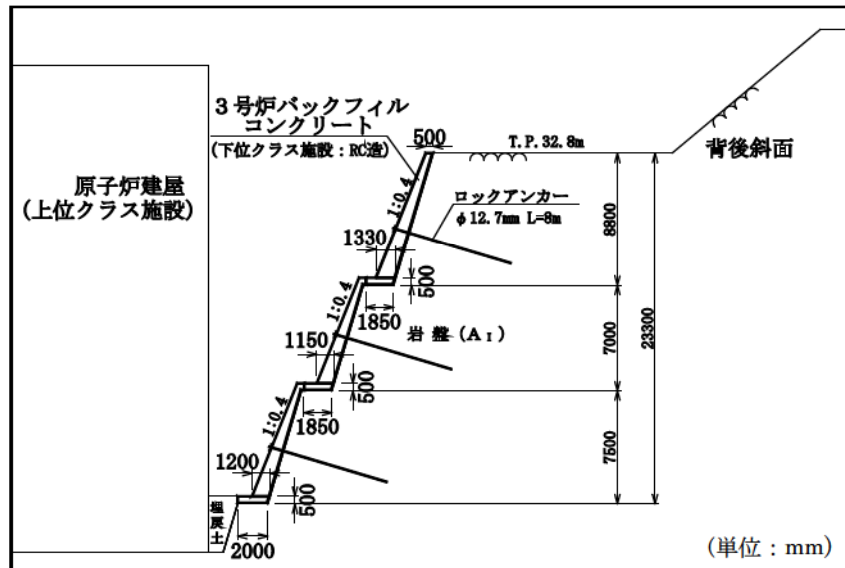 3号炉バックフィル
コンクリート
(下位クラス施設：RC造)
500
T.P.32.8m
背後斜面
原子炉建屋
(上位クラス施設)
1:0.4
ロックアンカー
φ12.7mm L=8m
8800
1330
500
1:0.4
1850
岩盤(AⅠ)
7000
23300
1150
500
1:0.4
1850
7500
1200
500
埋戻土
2000
(単位：mm)